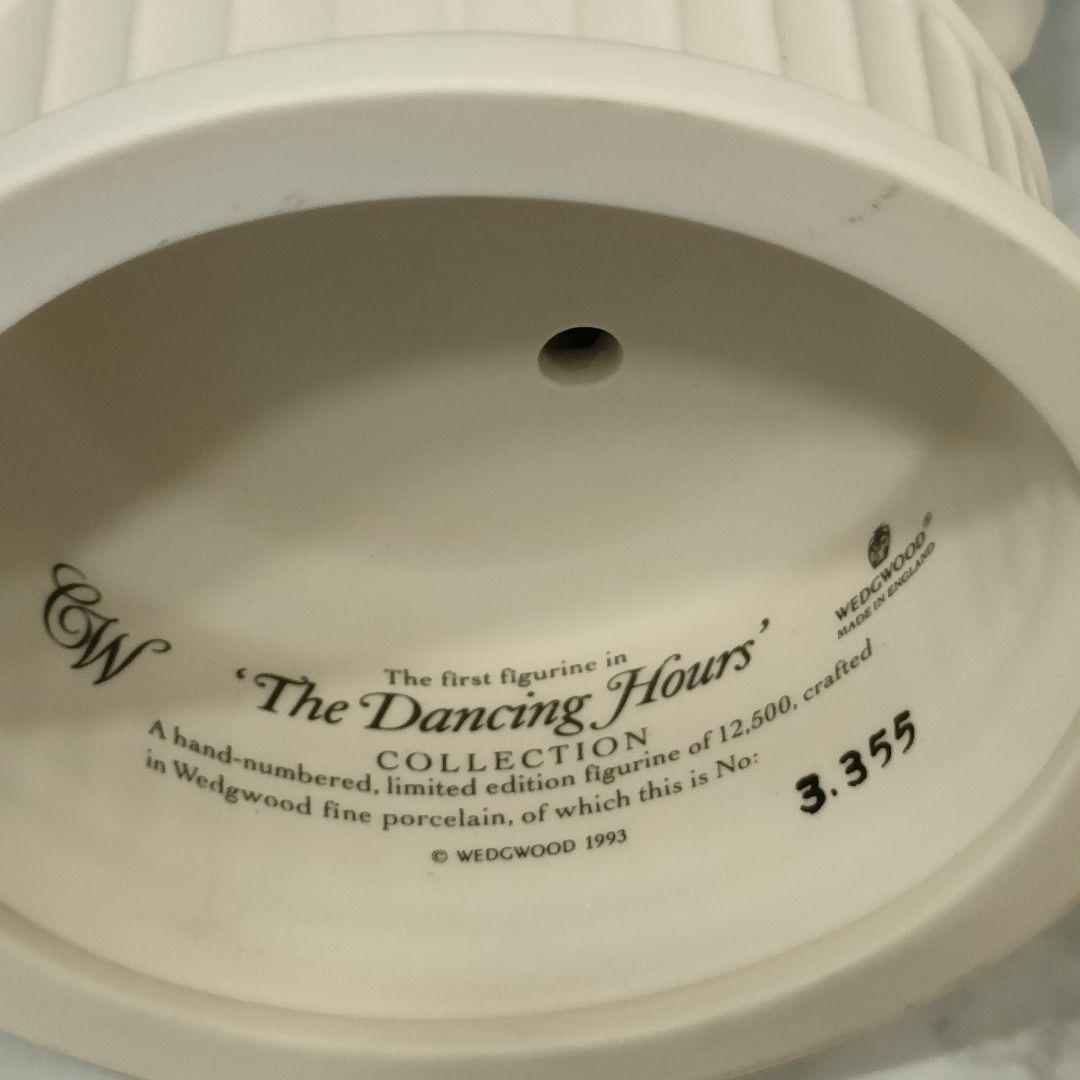 CW
The first figurine in
‘The Dancing Hours’
COLLECTION
A hand-numbered, limited edition figurine of 12,500, crafted
in Wedgwood fine porcelain, of which this is No:
3.355
© WEDGWOOD 1993
WEDGWOOD®
MADE IN ENGLAND